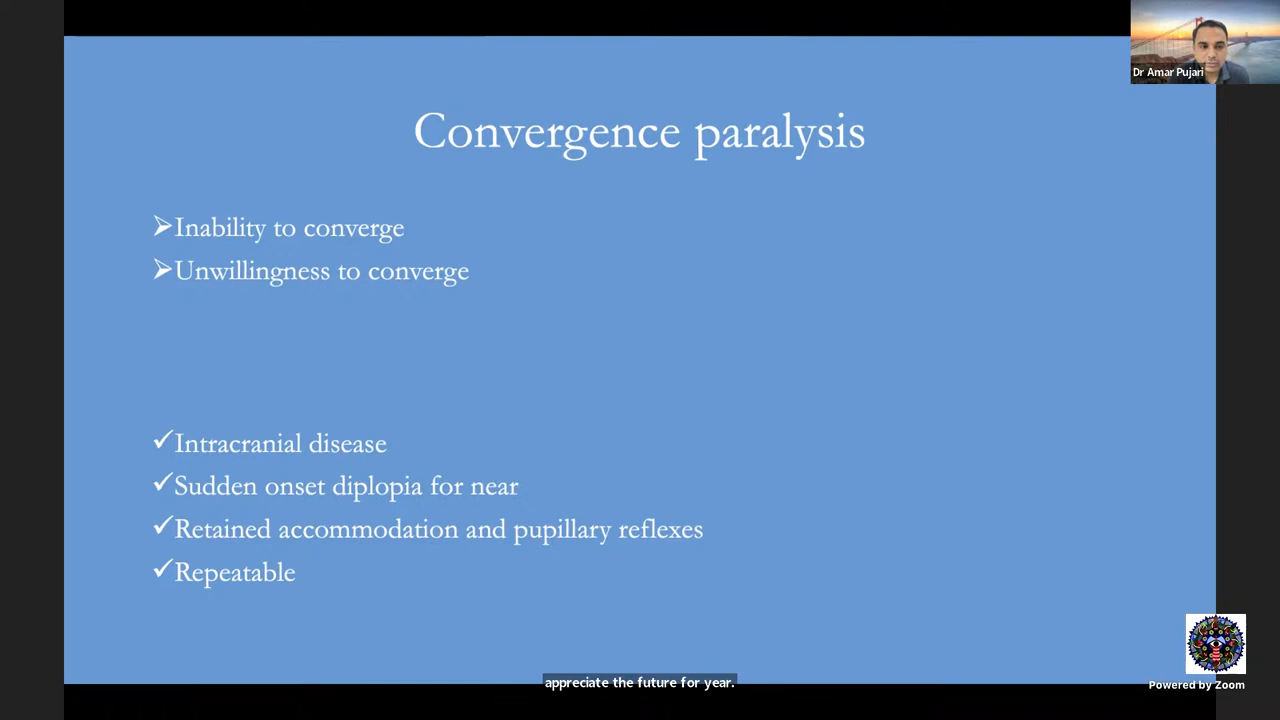 Dr Amar Pujari
Convergence paralysis
➢Inability to converge
➢Unwillingness to converge
✓Intracranial disease
✓Sudden onset diplopia for near
✓Retained accommodation and pupillary reflexes
✓Repeatable
appreciate the future for year.
Powered by Zoom